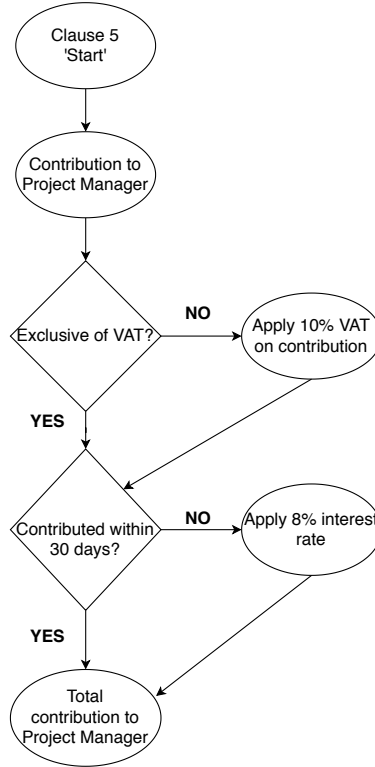 Clause 5
'Start'
Contribution to
Project Manager
Exclusive of VAT?
NO
Apply 10% VAT
on contribution
YES
Contributed within
30 days?
NO
Apply 8% interest
rate
YES
Total
contribution to
Project Manager